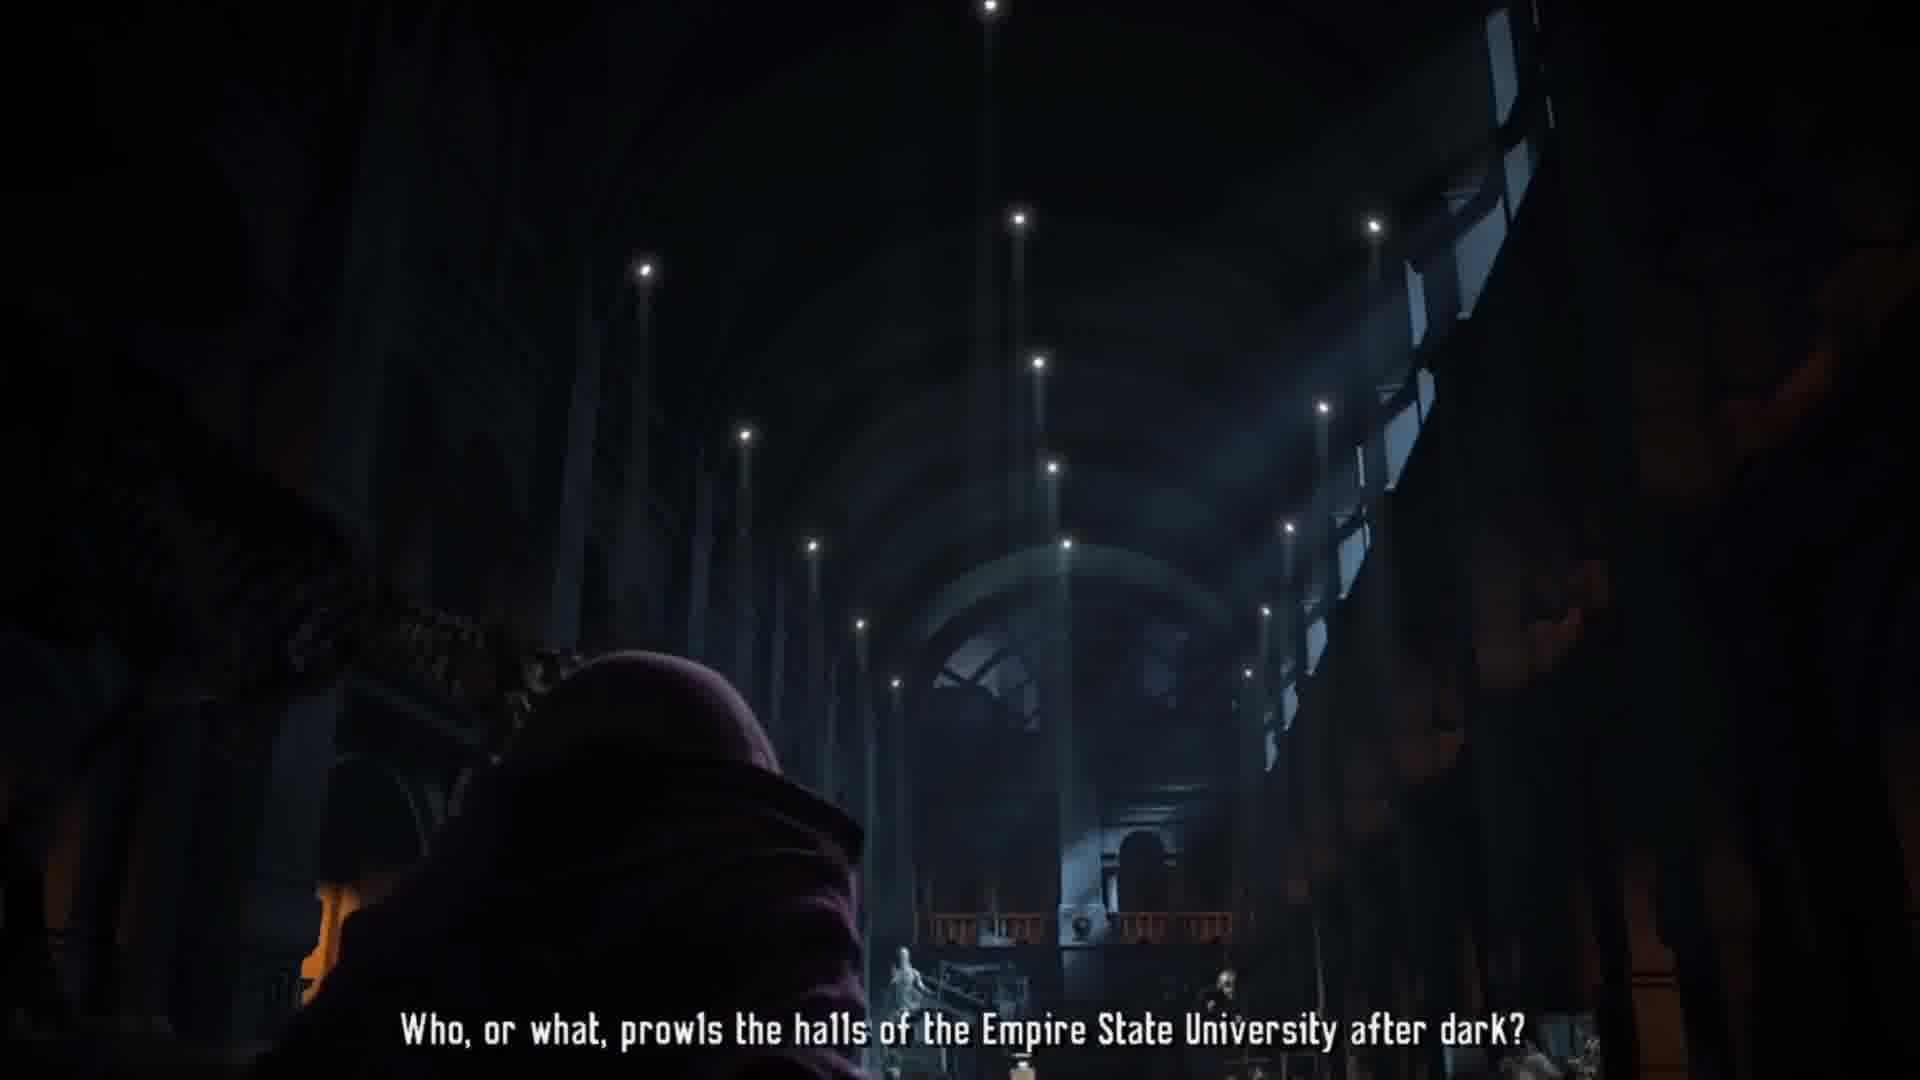 Who, or what, prowls the halls of the Empire State University after dark?